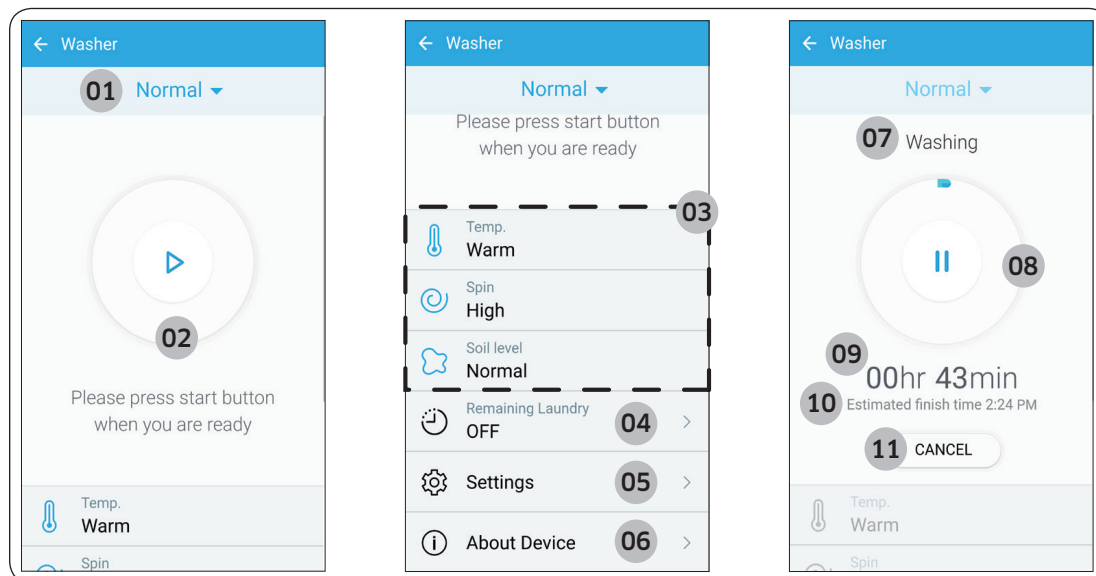 Washer
01 Normal
02
Please press start button
when you are ready
Temp.
Warm
Spin
Washer
Normal
Please press start button
when you are ready
03
Temp.
Warm
Spin
High
Soil level
Normal
Remaining Laundry
OFF
04
Settings
05
About Device
06
Washer
Normal
07 Washing
08
09
00hr 43min
10 Estimated finish time 2:24 PM
11 CANCEL
Temp.
Warm
Spin